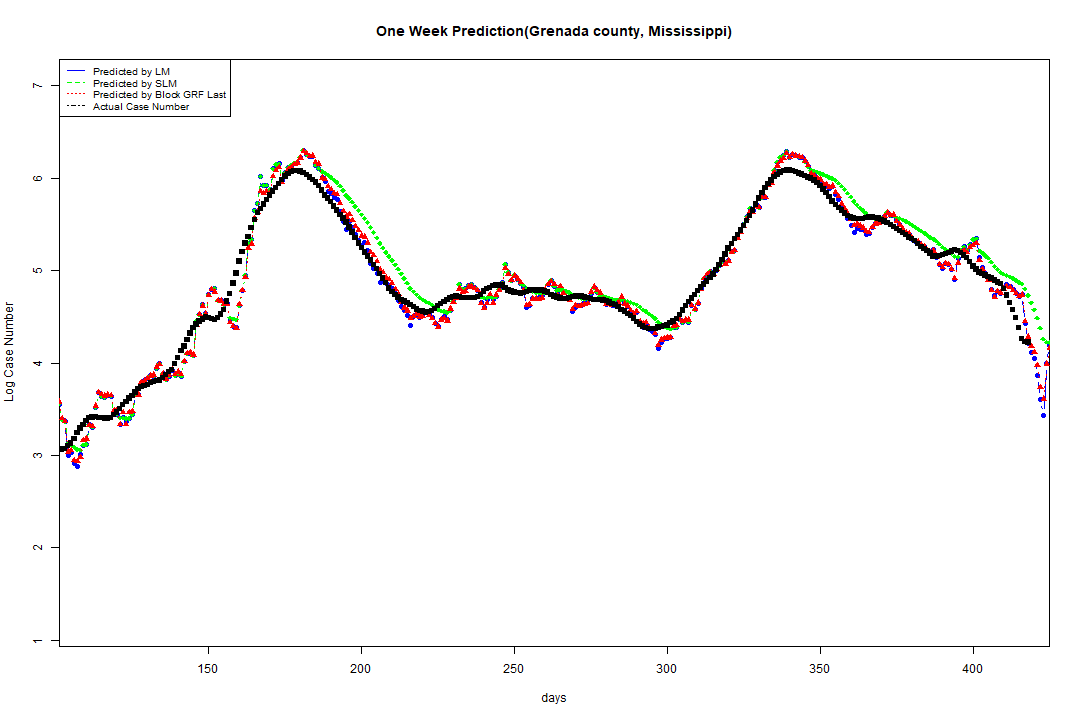 One Week Prediction(Grenada county, Mississippi)
Predicted by LM
Predicted by SLM
Predicted by Block GRF Last
Actual Case Number
7
6
5
4
3
2
1
Log Case Number
150
200
250
300
350
400
days